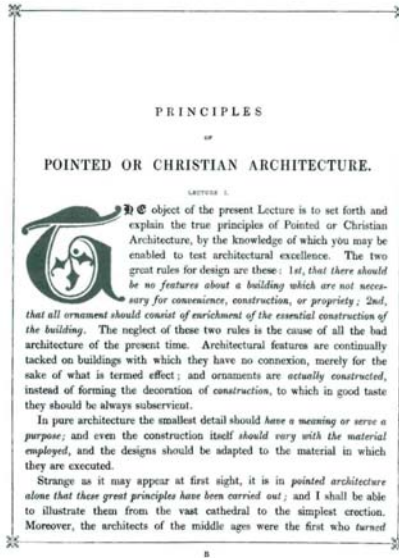 PRINCIPLES
OF
POINTED OR CHRISTIAN ARCHITECTURE.
LECTURE I.
THE object of the present Lecture is to set forth and
explain the true principles of Pointed or Christian
Architecture, by the knowledge of which you may be
enabled to test architectural excellence. The two
great rules for design are these: 1st, that there should
be no features about a building which are not neces-
sary for convenience, construction, or propriety; 2nd,
that all ornament should consist of enrichment of the essential construction of
the building. The neglect of these two rules is the cause of all the bad
architecture of the present time. Architectural features are continually
tacked on buildings with which they have no connexion, merely for the
sake of what is termed effect; and ornaments are actually constructed,
instead of forming the decoration of construction, to which in good taste
they should be always subservient.
In pure architecture the smallest detail should have a meaning or serve a
purpose; and even the construction itself should vary with the material
employed, and the designs should be adapted to the material in which
they are executed.
Strange as it may appear at first sight, it is in pointed architecture
alone that these great principles have been carried out; and I shall be able
to illustrate them from the vast cathedral to the simplest erection.
Moreover, the architects of the middle ages were the first who turned
B